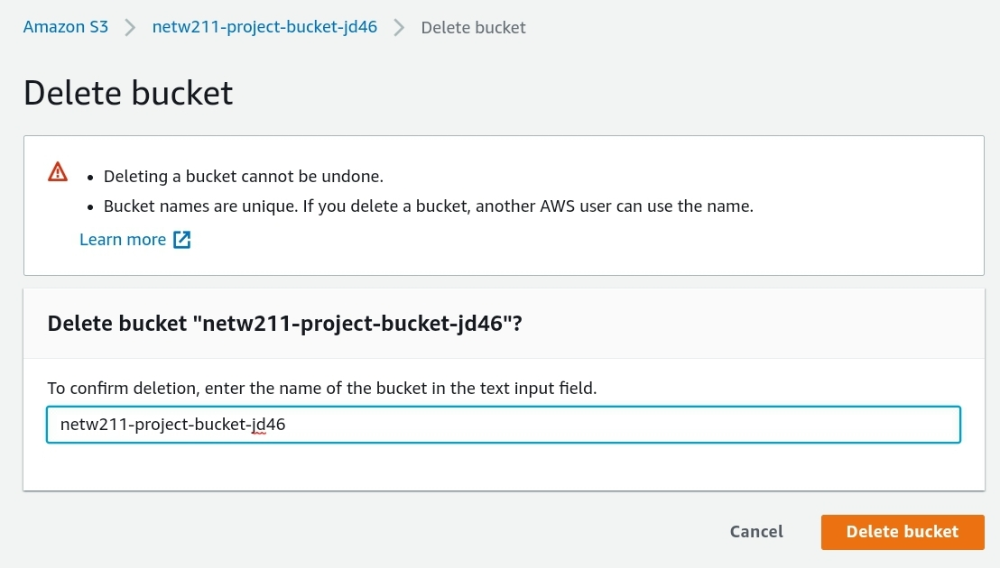 Amazon S3 > netw211-project-bucket-jd46 > Delete bucket
Delete bucket
• Deleting a bucket cannot be undone.
• Bucket names are unique. If you delete a bucket, another AWS user can use the name.
Learn more
Delete bucket "netw211-project-bucket-jd46"?
To confirm deletion, enter the name of the bucket in the text input field.
netw211-project-bucket-jd46
Cancel Delete bucket